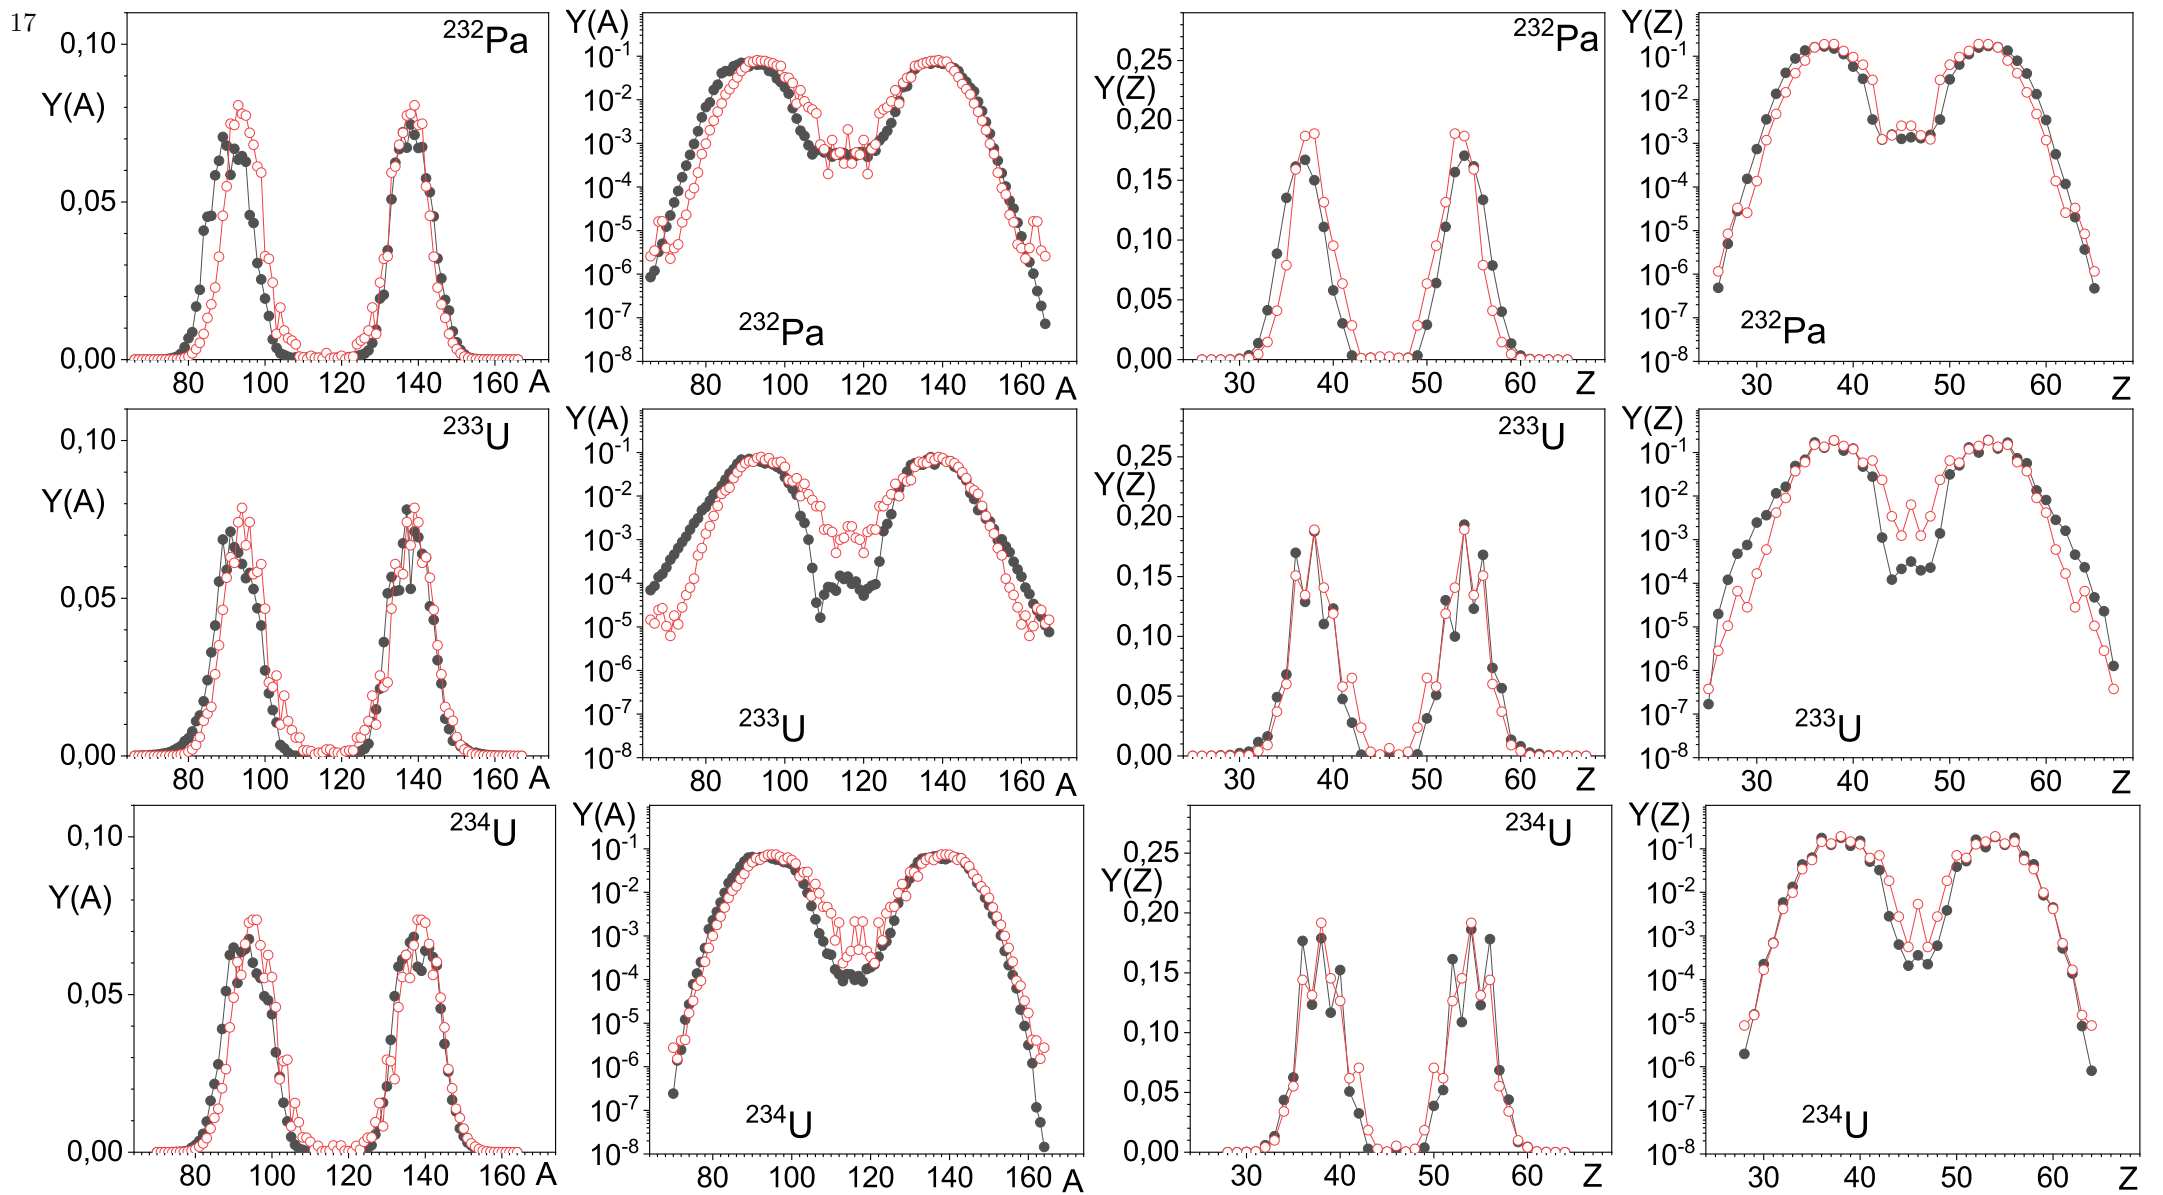 17
0,10
Y(A)
0,05
0,00
80 100 120 140 160 A
²³²Pa
Y(A)
10⁻¹
10⁻²
10⁻³
10⁻⁴
10⁻⁵
10⁻⁶
10⁻⁷
10⁻⁸
80 100 120 140 160 A
²³²Pa
0,25
Y(Z)
0,20
0,15
0,10
0,05
0,00
30 40 50 60 Z
²³²Pa
Y(Z)
10⁻¹
10⁻²
10⁻³
10⁻⁴
10⁻⁵
10⁻⁶
10⁻⁷
10⁻⁸
30 40 50 60 Z
²³²Pa
0,10
Y(A)
0,05
0,00
80 100 120 140 160 A
²³³U
Y(A)
10⁻¹
10⁻²
10⁻³
10⁻⁴
10⁻⁵
10⁻⁶
10⁻⁷
10⁻⁸
80 100 120 140 160 A
²³³U
0,25
Y(Z)
0,20
0,15
0,10
0,05
0,00
30 40 50 60 Z
²³³U
Y(Z)
10⁻¹
10⁻²
10⁻³
10⁻⁴
10⁻⁵
10⁻⁶
10⁻⁷
10⁻⁸
30 40 50 60 Z
²³³U
0,10
Y(A)
0,05
0,00
80 100 120 140 160 A
²³⁴U
Y(A)
10⁻¹
10⁻²
10⁻³
10⁻⁴
10⁻⁵
10⁻⁶
10⁻⁷
10⁻⁸
80 100 120 140 160 A
²³⁴U
0,25
Y(Z)
0,20
0,15
0,10
0,05
0,00
30 40 50 60 Z
²³⁴U
Y(Z)
10⁻¹
10⁻²
10⁻³
10⁻⁴
10⁻⁵
10⁻⁶
10⁻⁷
10⁻⁸
30 40 50 60 Z
²³⁴U